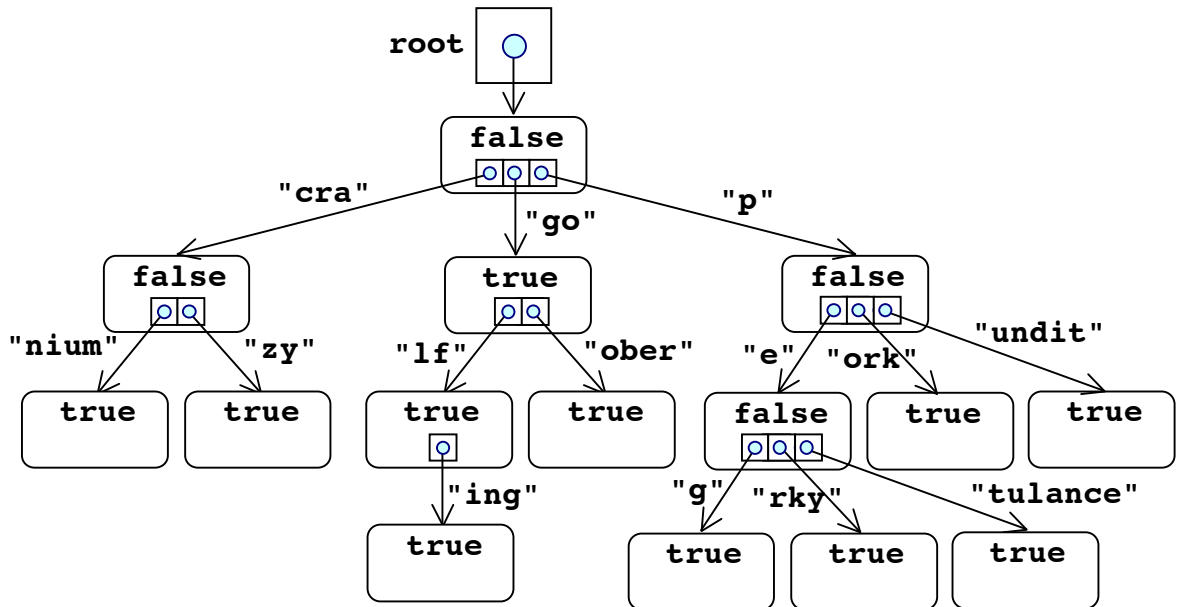 root
false
"cra"
"go"
"p"
false
true
false
"nium"
"zy"
"lf"
"ober"
"e"
"ork"
"undit"
true
true
true
true
false
true
true
"ing"
"g"
"rky"
"tulance"
true
true
true
true